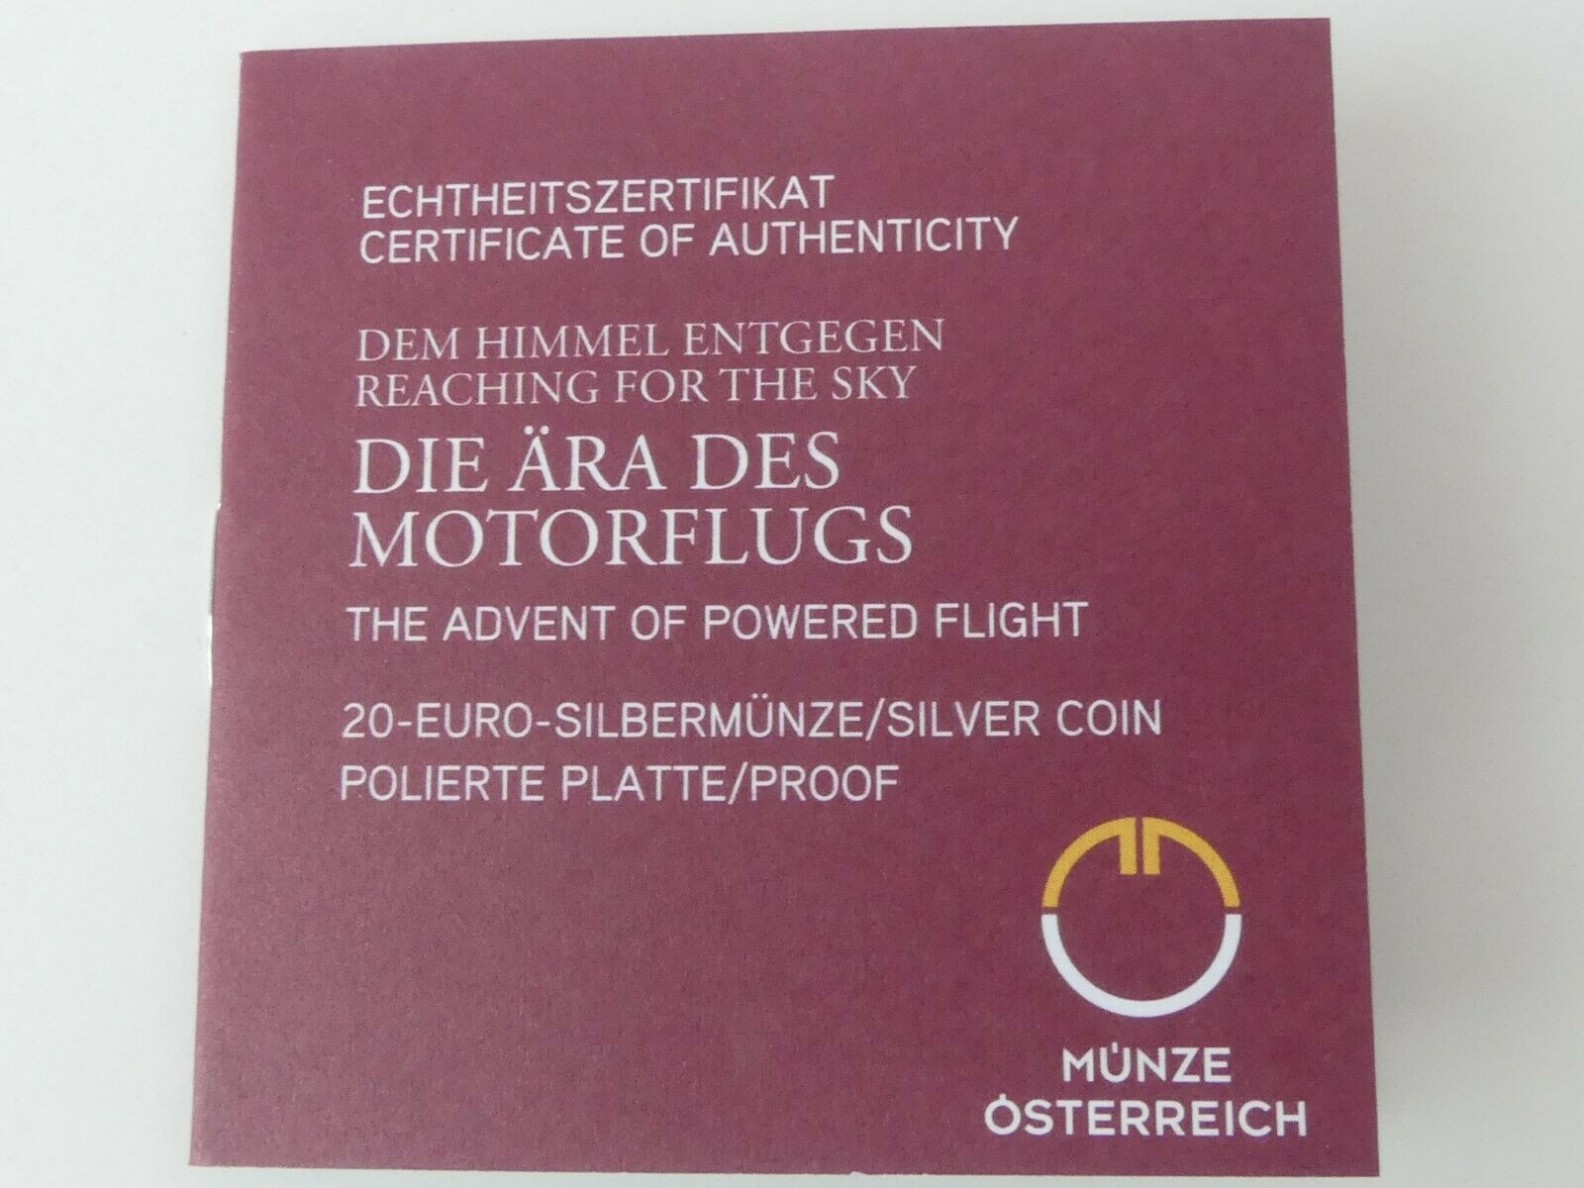 ECHTHEITSZERTIFIKAT
CERTIFICATE OF AUTHENTICITY
DEM HIMMEL ENTGEGEN
REACHING FOR THE SKY
DIE ÄRA DES
MOTORFLUGS
THE ADVENT OF POWERED FLIGHT
20-EURO-SILBERMÜNZE/SILVER COIN
POLIERTE PLATTE/PROOF
MÜNZE
ÖSTERREICH